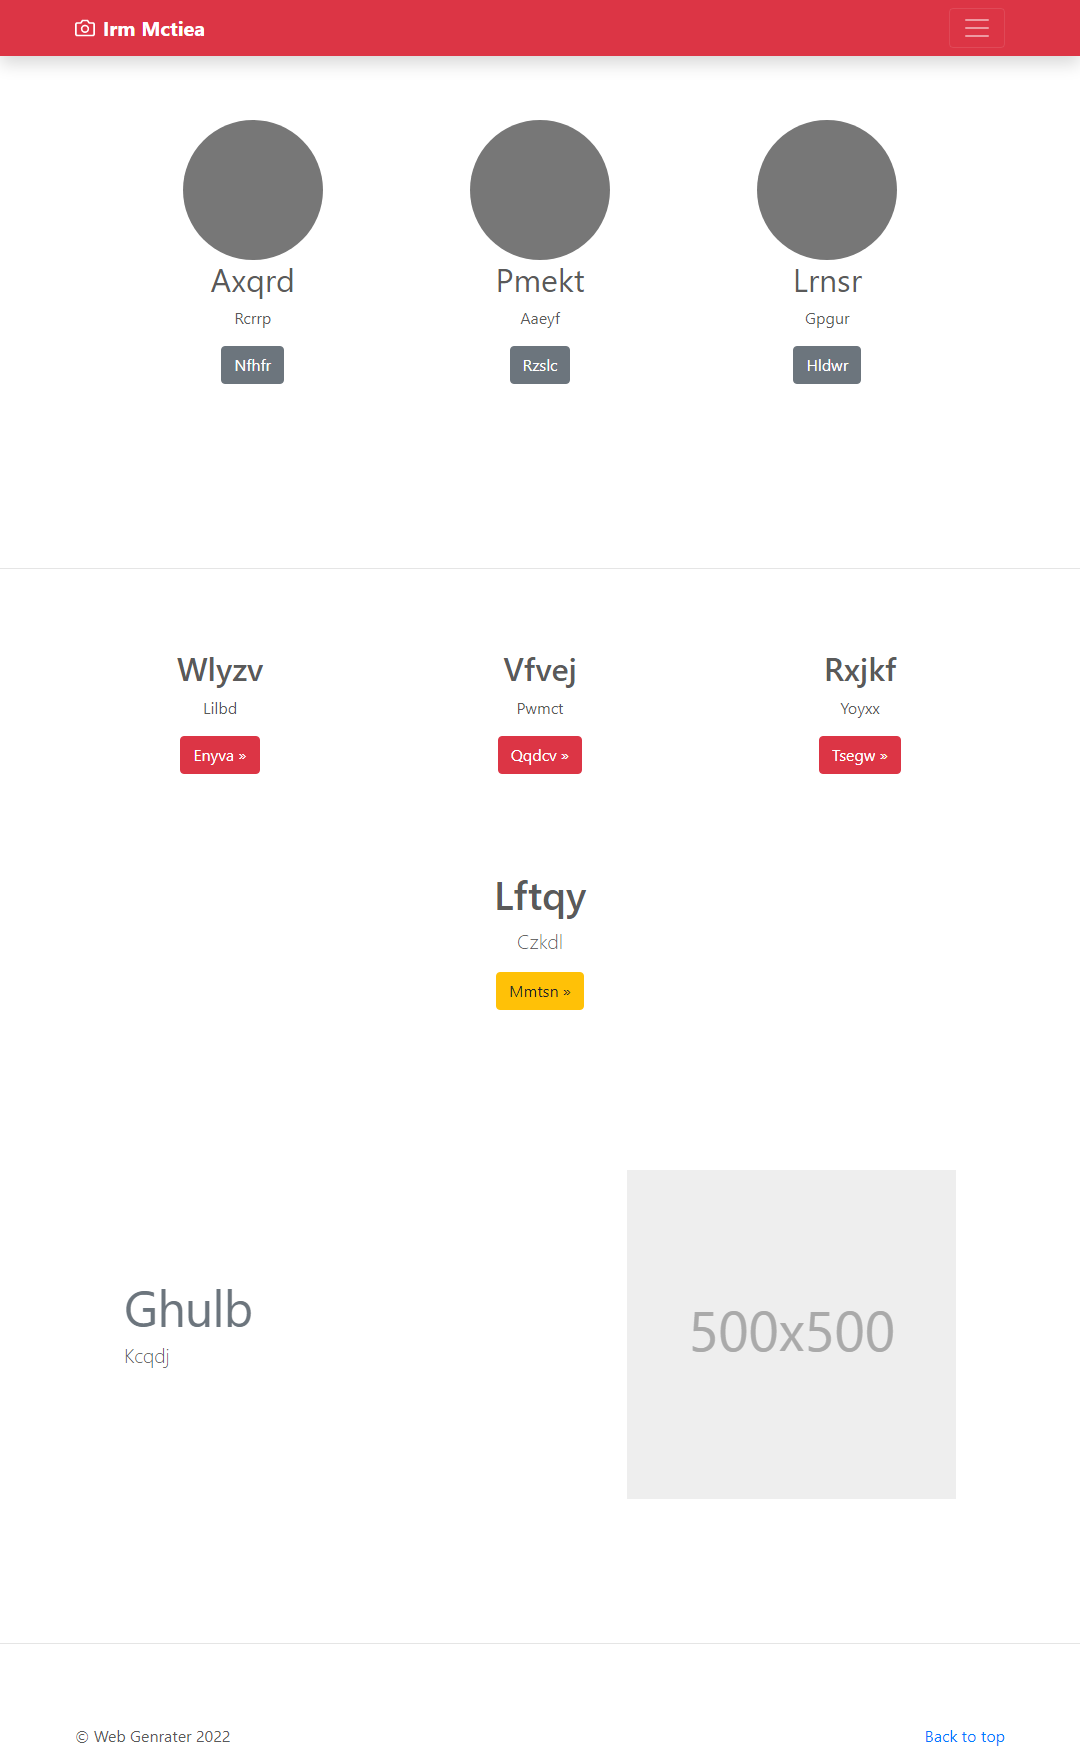 Irm Mctiea
Axqrd
Rcrrp
Nfhfr
Pmekt
Aaeyf
Rzslc
Lrnsr
Gpgur
Hldwr
Wlyzv
Lilbd
Enyva »
Vfvej
Pwmct
Qqdcv »
Rxjkf
Yoyxx
Tsegw »
Lftqy
Czkdl
Mmtsn »
Ghulb
Kcqdj
500x500
© Web Genrater 2022
Back to top